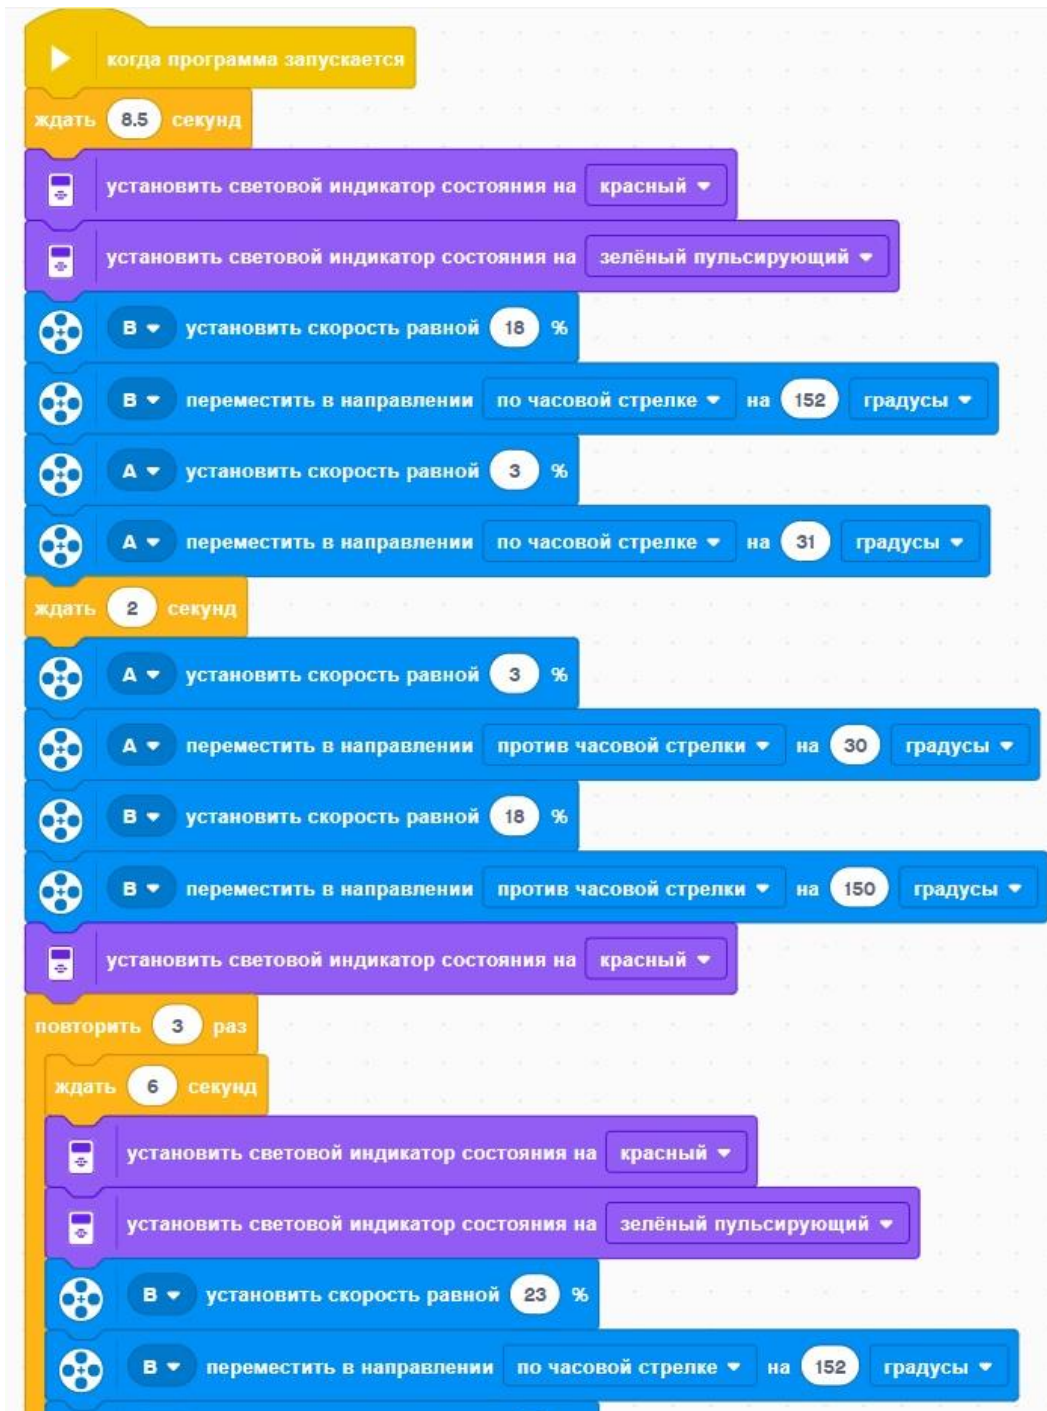 когда программа запускается
ждать 8.5 секунд
установить световой индикатор состояния на красный
установить световой индикатор состояния на зелёный пульсирующий
B установить скорость равной 18 %
B переместить в направлении по часовой стрелке на 152 градусы
A установить скорость равной 3 %
A переместить в направлении по часовой стрелке на 31 градусы
ждать 2 секунд
A установить скорость равной 3 %
A переместить в направлении против часовой стрелки на 30 градусы
B установить скорость равной 18 %
B переместить в направлении против часовой стрелки на 150 градусы
установить световой индикатор состояния на красный
повторить 3 раз
ждать 6 секунд
установить световой индикатор состояния на красный
установить световой индикатор состояния на зелёный пульсирующий
B установить скорость равной 23 %
B переместить в направлении по часовой стрелке на 152 градусы